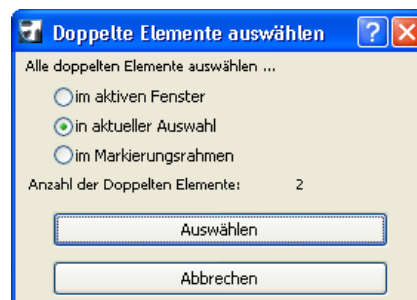 Doppelte Elemente auswählen
Alle doppelten Elemente auswählen ...
im aktiven Fenster
in aktueller Auswahl
im Markierungsrahmen
Anzahl der Doppelten Elemente: 2
Auswählen
Abbrechen